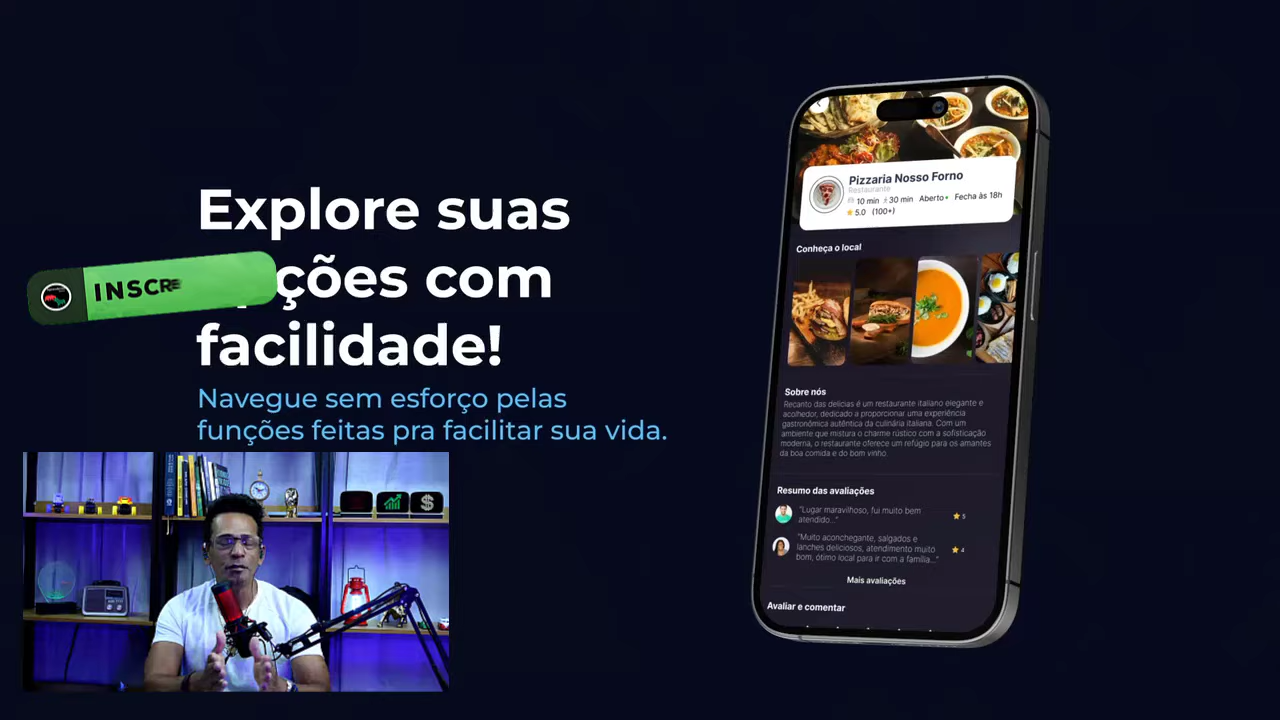 Explore suas
ções com
facilidade!
INSCRE
Navegue sem esforço pelas
funções feitas pra facilitar sua vida.
Pizzaria Nosso Forno
Restaurante
10 min 30 min Aberto Fecha às 18h
5.0 (100+)
Conheça o local
Sobre nós
Recanto das delícias é um restaurante italiano elegante e
acolhedor, dedicado a proporcionar uma experiência
gastronômica autêntica da culinária italiana. Com um
ambiente que mistura o charme rústico com a sofisticação
moderna, o restaurante oferece um refúgio para os amantes
da boa comida e do bom vinho.
Resumo das avaliações
"Lugar maravilhoso, fui muito bem
atendido..."
5
"Muito aconchegante, salgados e
lanches deliciosos, atendimento muito
bom, ótimo local para ir com a família..."
4
Mais avaliações
Avaliar e comentar
$